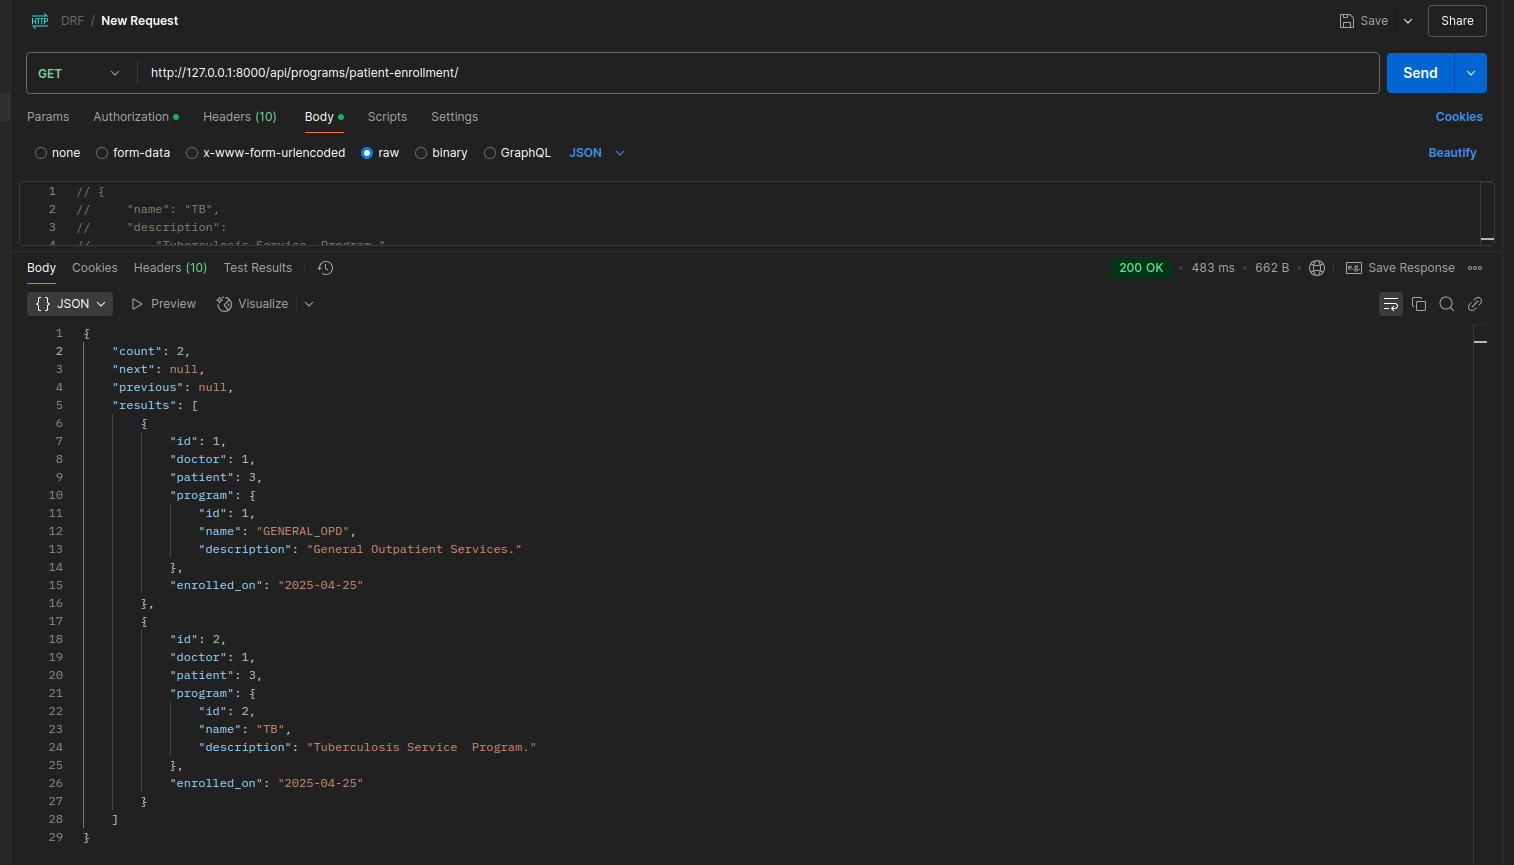 HTTP DRF / New Request Save Share
GET http://127.0.0.1:8000/api/programs/patient-enrollment/ Send
Params Authorization Headers (10) Body Scripts Settings Cookies
none form-data x-www-form-urlencoded raw binary GraphQL JSON Beautify
1 // {
2 // "name": "TB",
3 // "description":
4 // "Tuberculosis Service  Program."
Body Cookies Headers (10) Test Results 200 OK • 483 ms • 662 B • e.g. Save Response
{ } JSON Preview Visualize
1 {
2 "count": 2,
3 "next": null,
4 "previous": null,
5 "results": [
6 {
7 "id": 1,
8 "doctor": 1,
9 "patient": 3,
10 "program": {
11 "id": 1,
12 "name": "GENERAL_OPD",
13 "description": "General Outpatient Services."
14 },
15 "enrolled_on": "2025-04-25"
16 },
17 {
18 "id": 2,
19 "doctor": 1,
20 "patient": 3,
21 "program": {
22 "id": 2,
23 "name": "TB",
24 "description": "Tuberculosis Service  Program."
25 },
26 "enrolled_on": "2025-04-25"
27 }
28 ]
29 }